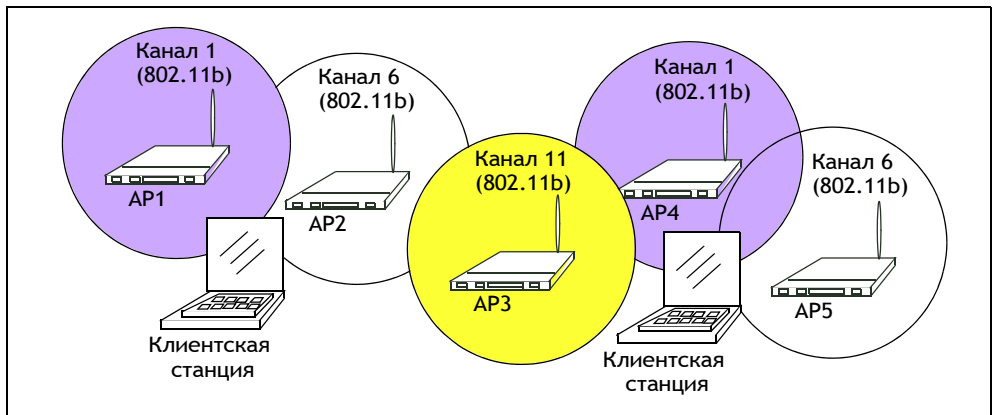 Канал 1
(802.11b)
AP1
Канал 6
(802.11b)
AP2
Канал 11
(802.11b)
AP3
Канал 1
(802.11b)
AP4
Канал 6
(802.11b)
AP5
Клиентская
станция
Клиентская
станция